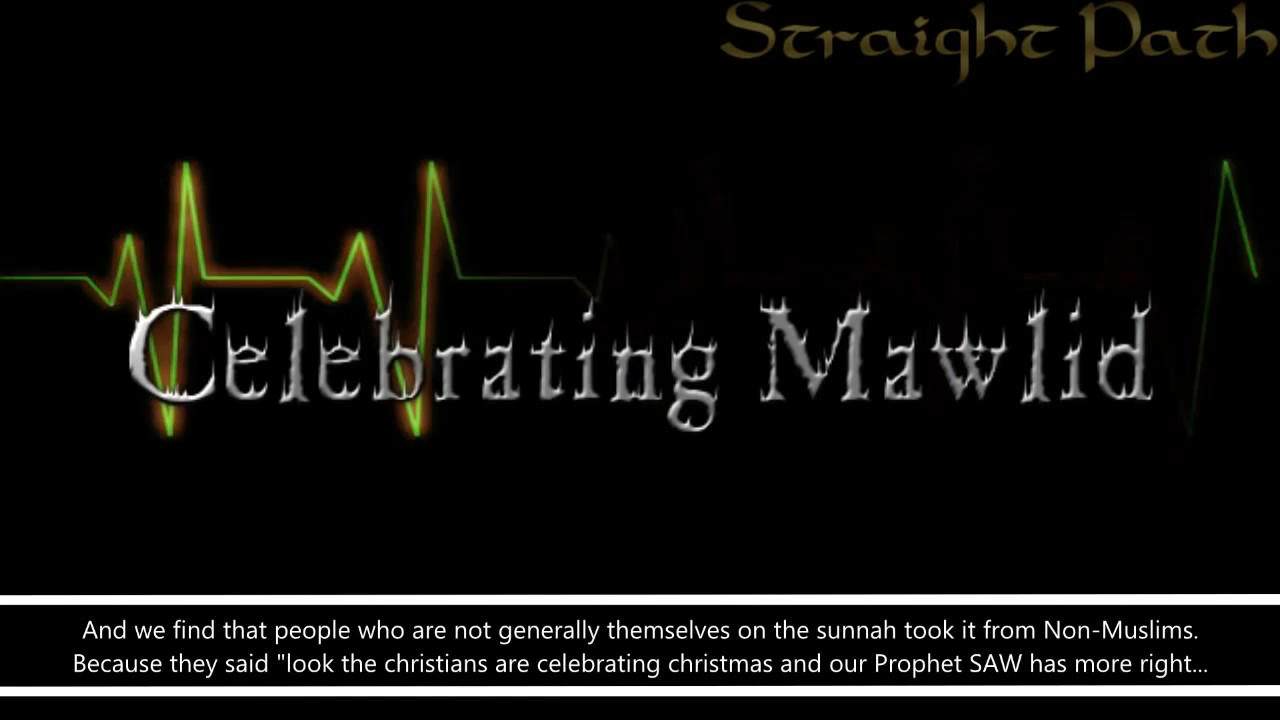 Straight Path
Celebrating Mawlid
And we find that people who are not generally themselves on the sunnah took it from Non-Muslims.
Because they said "look the christians are celebrating christmas and our Prophet SAW has more right...